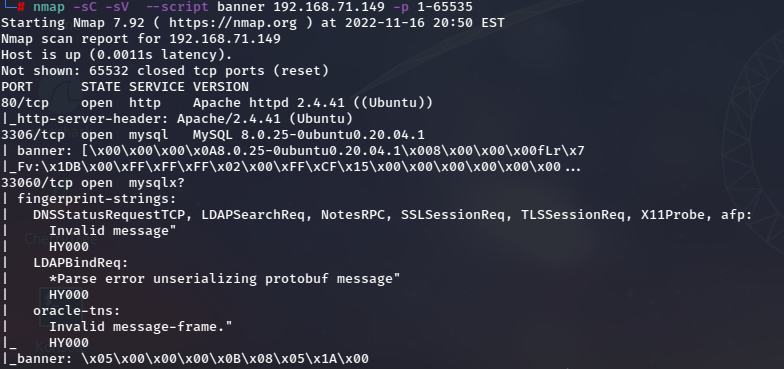 └─# nmap -sC -sV  --script banner 192.168.71.149 -p 1-65535
Starting Nmap 7.92 ( https://nmap.org ) at 2022-11-16 20:50 EST
Nmap scan report for 192.168.71.149
Host is up (0.0011s latency).
Not shown: 65532 closed tcp ports (reset)
PORT      STATE SERVICE VERSION
80/tcp    open  http    Apache httpd 2.4.41 ((Ubuntu))
|_http-server-header: Apache/2.4.41 (Ubuntu)
3306/tcp  open  mysql   MySQL 8.0.25-0ubuntu0.20.04.1
| banner: [\x00\x00\x00\x0A8.0.25-0ubuntu0.20.04.1\x008\x00\x00\x00fLr\x7
|_Fv:\x1DB\x00\xFF\xFF\xFF\x02\x00\xFF\xCF\x15\x00\x00\x00\x00\x00\x00...
33060/tcp open  mysqlx?
| fingerprint-strings:
|   DNSStatusRequestTCP, LDAPSearchReq, NotesRPC, SSLSessionReq, TLSSessionReq, X11Probe, afp:
|     Invalid message"
|     HY000
|   LDAPBindReq:
|     *Parse error unserializing protobuf message"
|     HY000
|   oracle-tns:
|     Invalid message-frame."
|_    HY000
|_banner: \x05\x00\x00\x00\x0B\x08\x05\x1A\x00